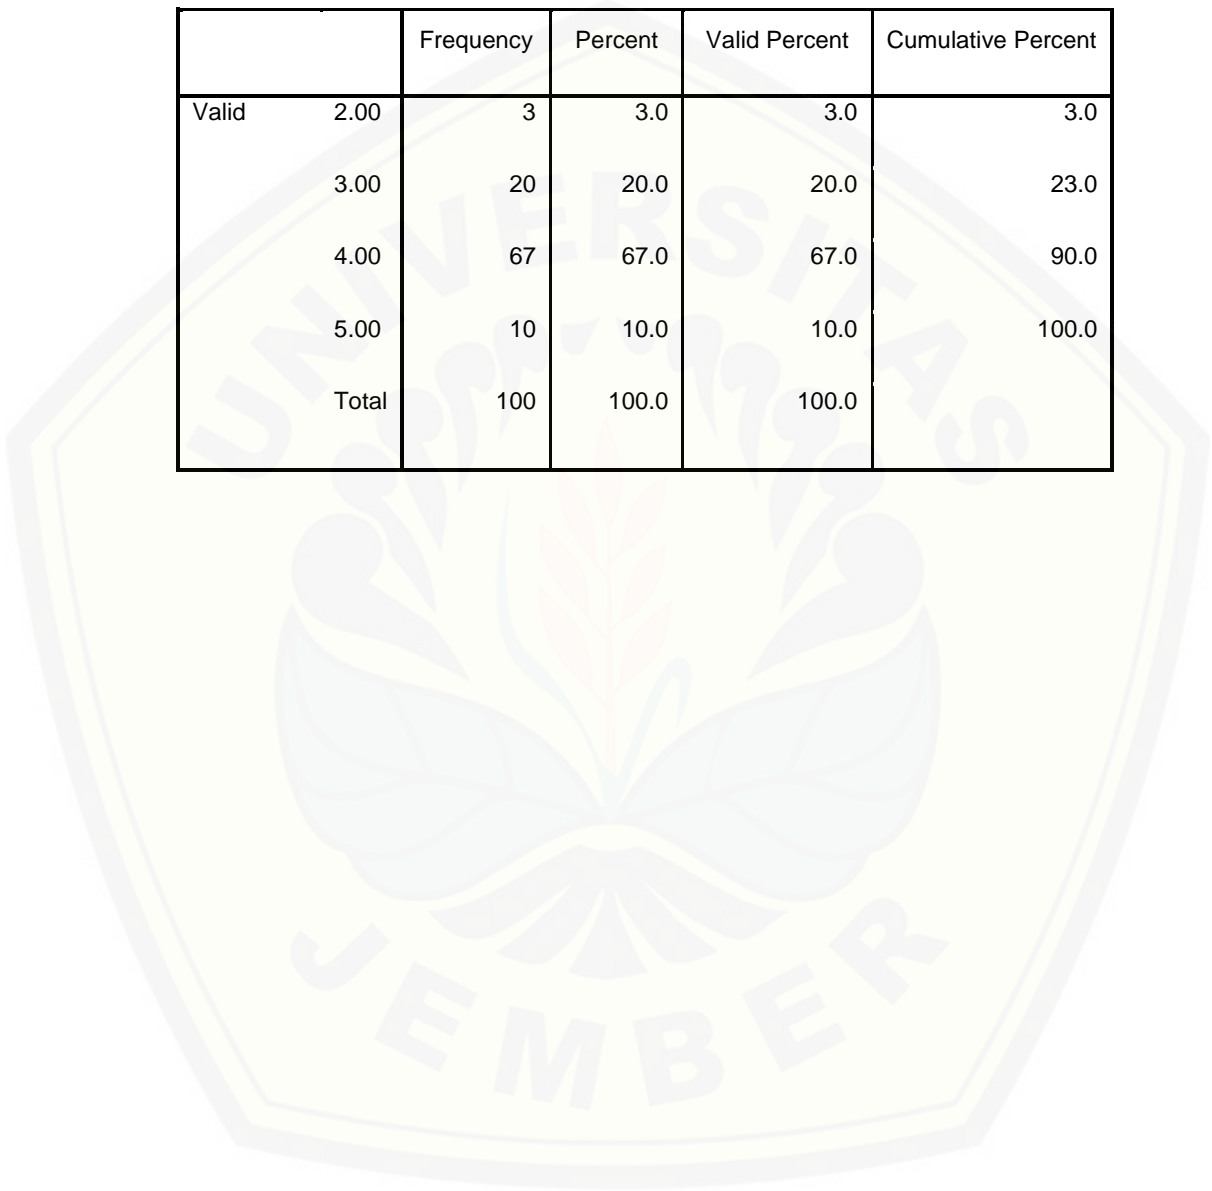 Frequency Percent Valid Percent Cumulative Percent
Valid 2.00 3 3.0 3.0 3.0
3.00 20 20.0 20.0 23.0
4.00 67 67.0 67.0 90.0
5.00 10 10.0 10.0 100.0
Total 100 100.0 100.0
UNIVERSITAS
JEMBER